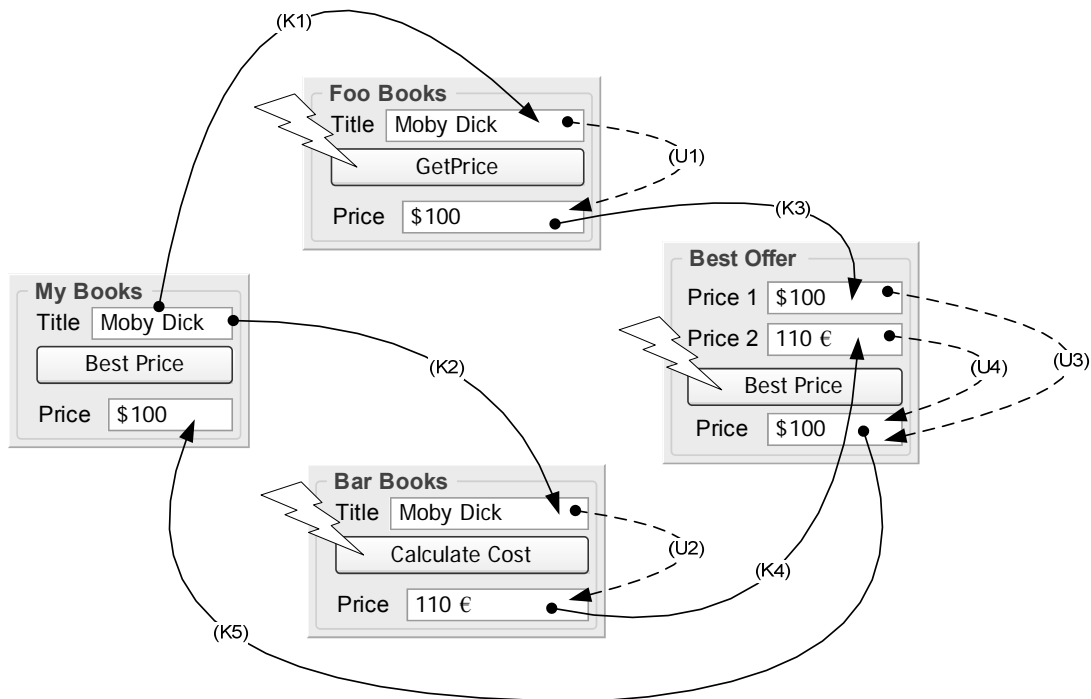 (K1)
Foo Books
Title Moby Dick
GetPrice
Price $100
(U1)
(K3)
My Books
Title Moby Dick
Best Price
Price $100
(K2)
Best Offer
Price 1 $100
Price 2 110 €
Best Price
Price $100
(U4)
(U3)
Bar Books
Title Moby Dick
Calculate Cost
Price 110 €
(U2)
(K4)
(K5)